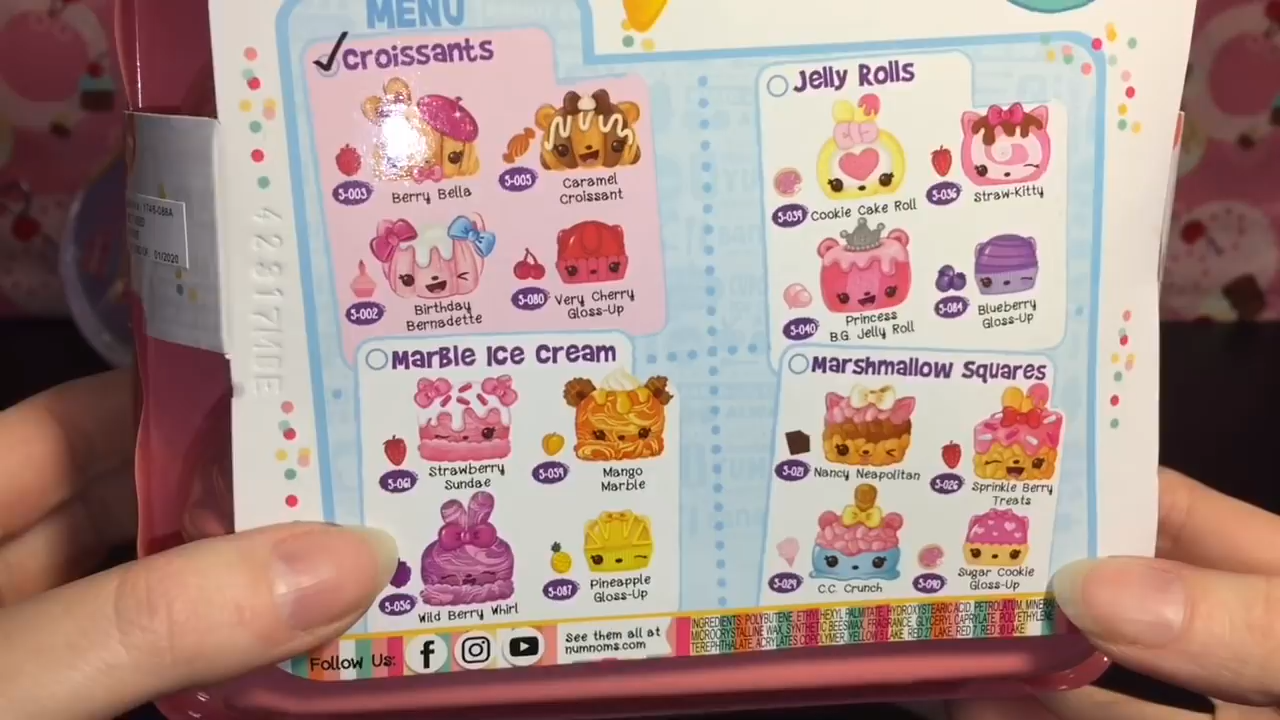 MENU
Croissants
5-003
Berry Bella
5-005
Caramel
Croissant
5-002
Birthday
Bernadette
5-080
Very Cherry
Gloss-Up
Jelly Rolls
5-039
Cookie Cake Roll
5-036
Straw-Kitty
5-040
Princess
B.G. Jelly Roll
5-084
Blueberry
Gloss-Up
Marble Ice Cream
5-061
Strawberry
Sundae
5-059
Mango
Marble
5-056
Wild Berry Whirl
5-087
Pineapple
Gloss-Up
Marshmallow Squares
5-021
Nancy Neapolitan
5-026
Sprinkle Berry
Treats
5-029
C.C. Crunch
5-090
Sugar Cookie
Gloss-Up
Follow Us:
See them all at
numnoms.com
INGREDIENTS: POLYBUTENE, ETHYLHEXYL PALMITATE, HYDROXYSTEARIC ACID, PETROLATUM, MINERAL
MICROCRYSTALLINE WAX, SYNTHETIC BEESWAX, FRAGRANCE, GLYCERYL CAPRYLATE, POLYETHYLENE
TEREPHTHALATE, ACRYLATES COPOLYMER, YELLOW 5 LAKE, RED 27 LAKE, RED 7, RED 30 LAKE
01/2020